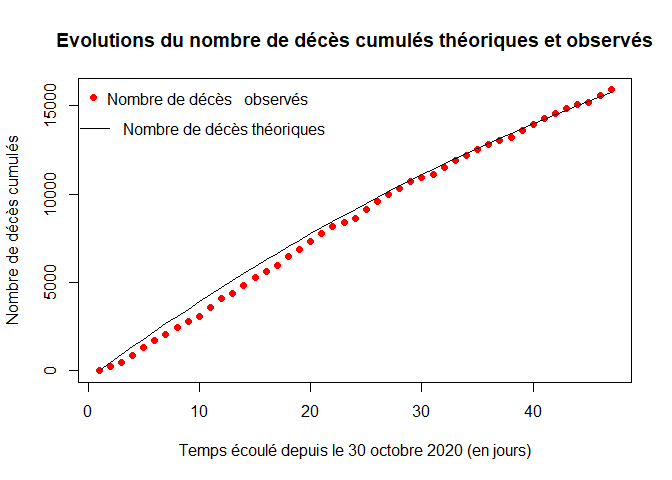 Evolutions du nombre de décès cumulés théoriques et observés
Nombre de décès observés
Nombre de décès théoriques
Nombre de décès cumulés
15000
10000
5000
0
0 10 20 30 40
Temps écoulé depuis le 30 octobre 2020 (en jours)